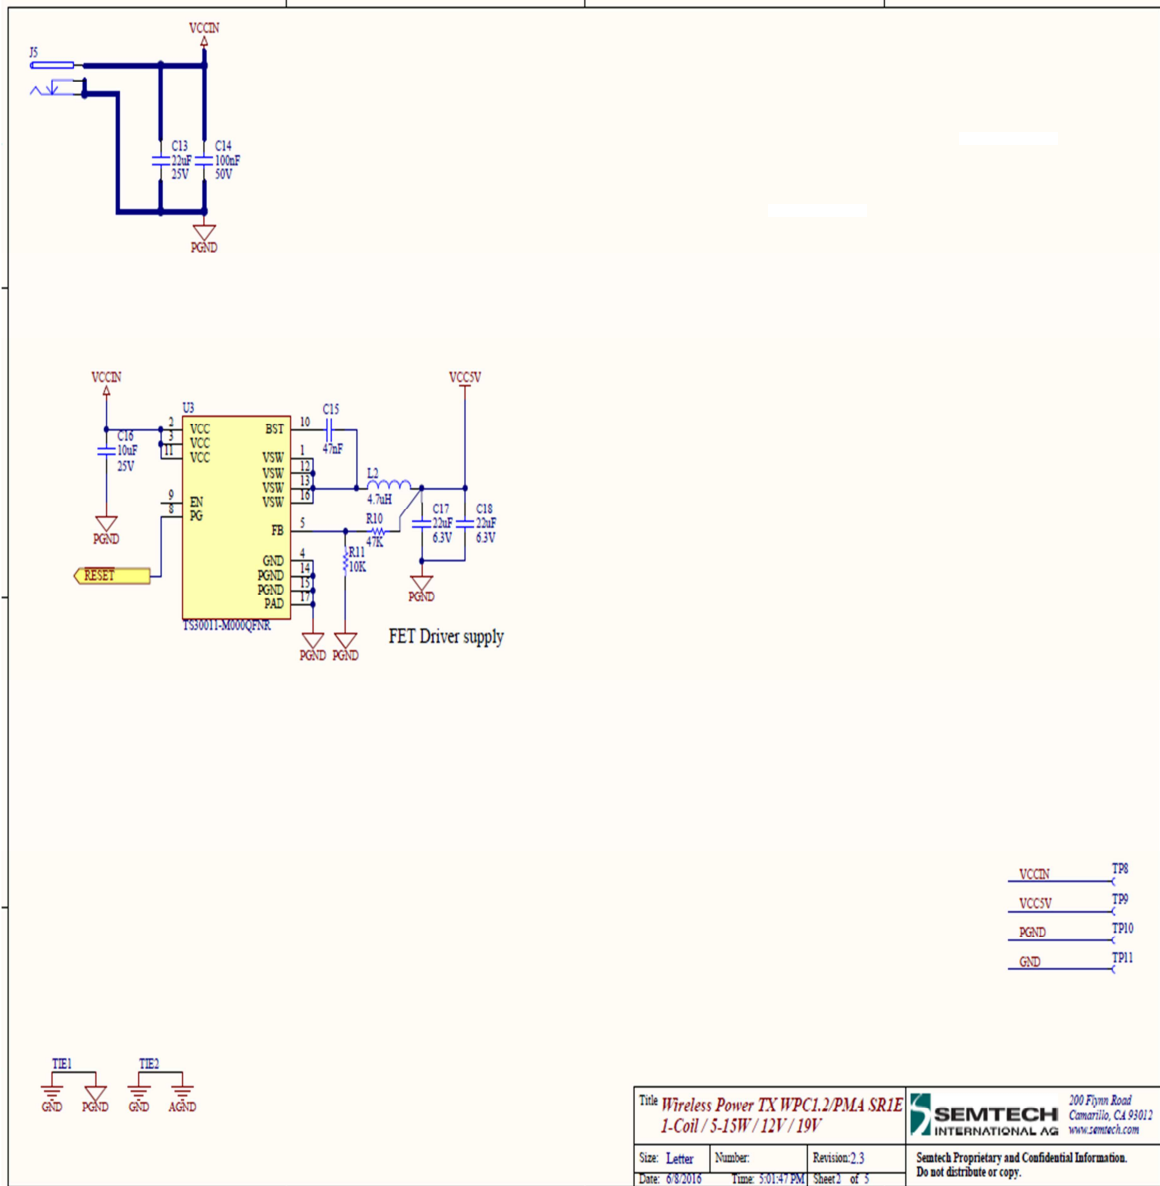 VCCIN
J5
C13
22uF
25V
C14
100nF
50V
PGND
VCCIN
C16
10uF
25V
PGND
RESET
U3
2 VCC
3 VCC
11 VCC
9 EN
8 PG
BST 10
VSW 1
VSW 12
VSW 13
VSW 16
FB 5
GND 4
PGND 14
PGND 15
PAD 17
TS30011-M000QFNR
C15
47nF
VCC5V
L2
4.7uH
R10
47K
R11
10K
C17
22uF
6.3V
C18
22uF
6.3V
PGND
PGND PGND
FET Driver supply
VCCIN TP8
VCC5V TP9
PGND TP10
GND TP11
TIE1
GND PGND
TIE2
GND AGND
Title Wireless Power TX WPC1.2/PMA SR1E
1-Coil / 5-15W / 12V / 19V
SEMTECH
INTERNATIONAL AG
200 Flynn Road
Camarillo, CA 93012
www.semtech.com
Size: Letter Number: Revision:2.3
Date: 6/8/2016 Time: 5:01:47 PM Sheet2 of 5
Semtech Proprietary and Confidential Information.
Do not distribute or copy.